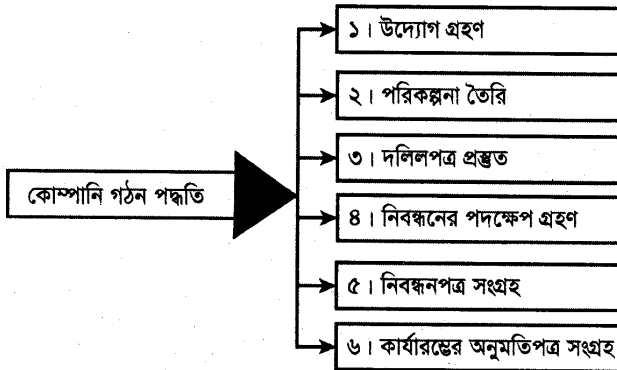 কোম্পানি গঠন পদ্ধতি
১। উদ্যোগ গ্রহণ
২। পরিকল্পনা তৈরি
৩। দলিলপত্র প্রস্তুত
৪। নিবন্ধনের পদক্ষেপ গ্রহণ
৫। নিবন্ধনপত্র সংগ্রহ
৬। কার্যারম্ভের অনুমতিপত্র সংগ্রহ